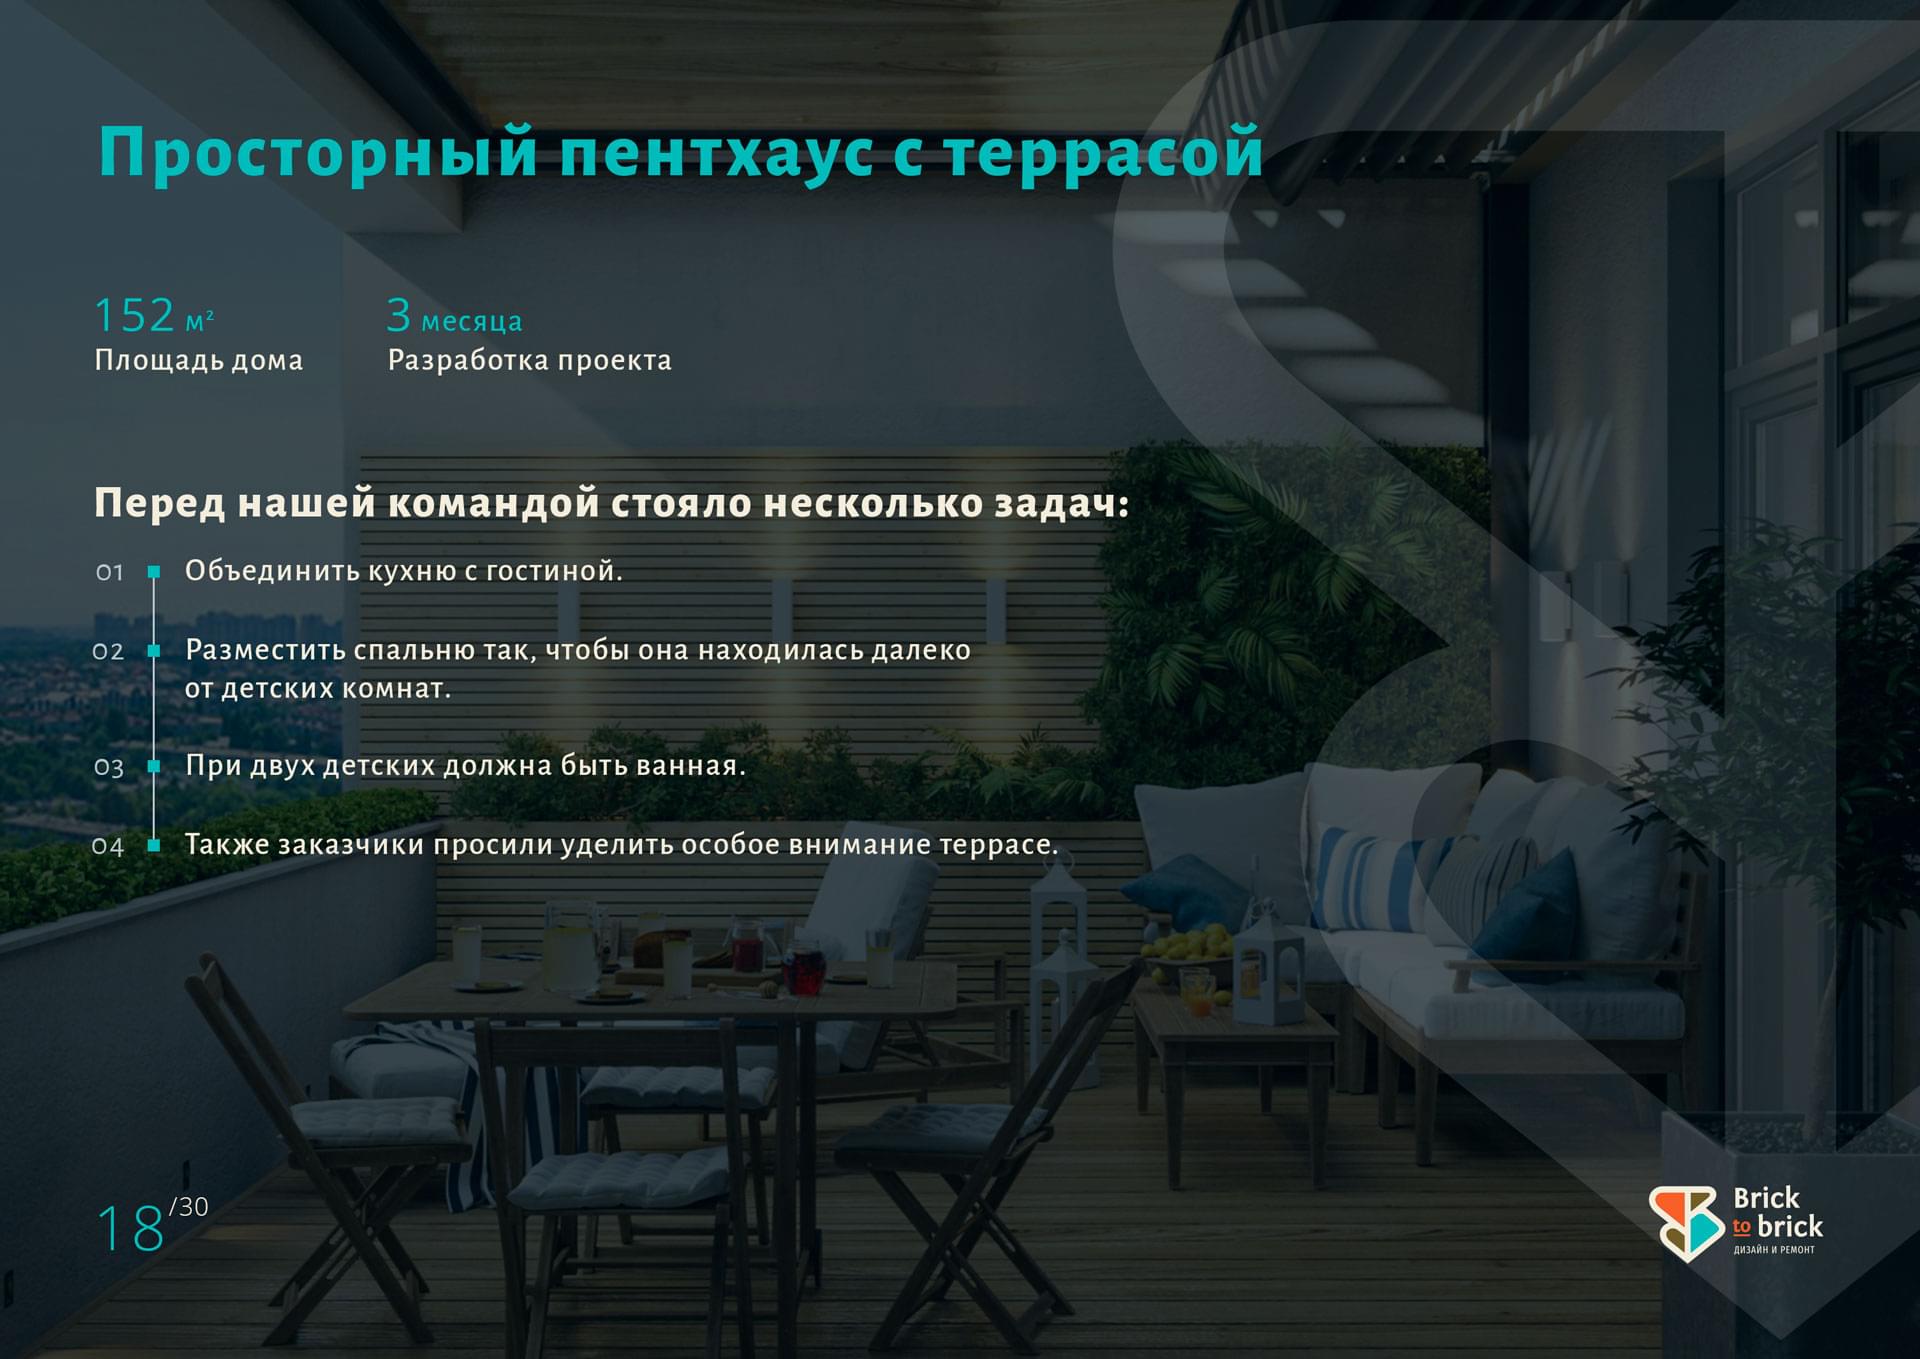 Просторный пентхаус с террасой
152 м²
Площадь дома
3 месяца
Разработка проекта
Перед нашей командой стояло несколько задач:
01 Объединить кухню с гостиной.
02 Разместить спальню так, чтобы она находилась далеко
от детских комнат.
03 При двух детских должна быть ванная.
04 Также заказчики просили уделить особое внимание террасе.
18/30
Brick
to brick
ДИЗАЙН И РЕМОНТ